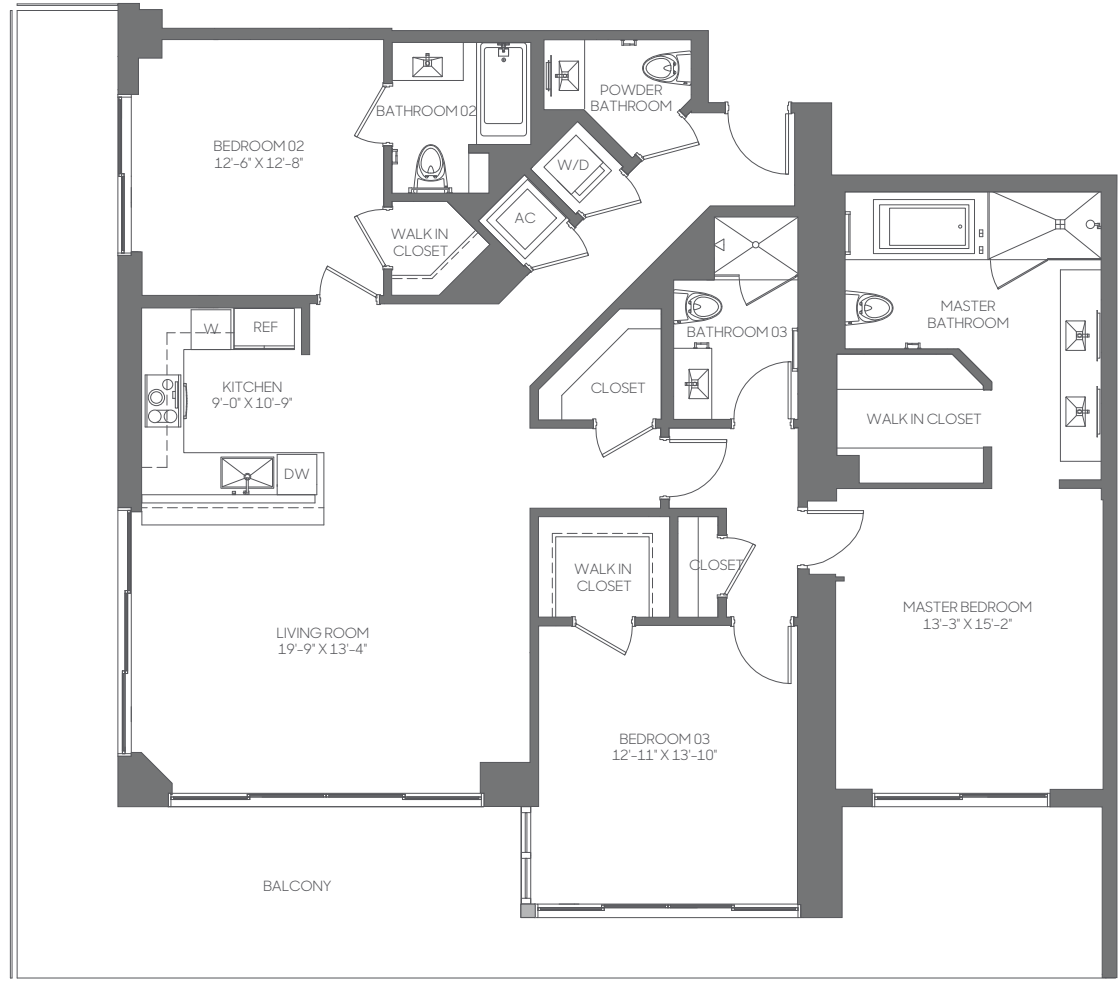 BEDROOM 02
12'-6" X 12'-8"
BATHROOM 02
POWDER
BATHROOM
W/D
AC
WALK IN
CLOSET
W
REF
KITCHEN
9'-0" X 10'-9"
DW
BATHROOM 03
CLOSET
MASTER
BATHROOM
WALK IN CLOSET
WALK IN
CLOSET
CLOSET
LIVING ROOM
19'-9" X 13'-4"
MASTER BEDROOM
13'-3" X 15'-2"
BEDROOM 03
12'-11" X 13'-10"
BALCONY